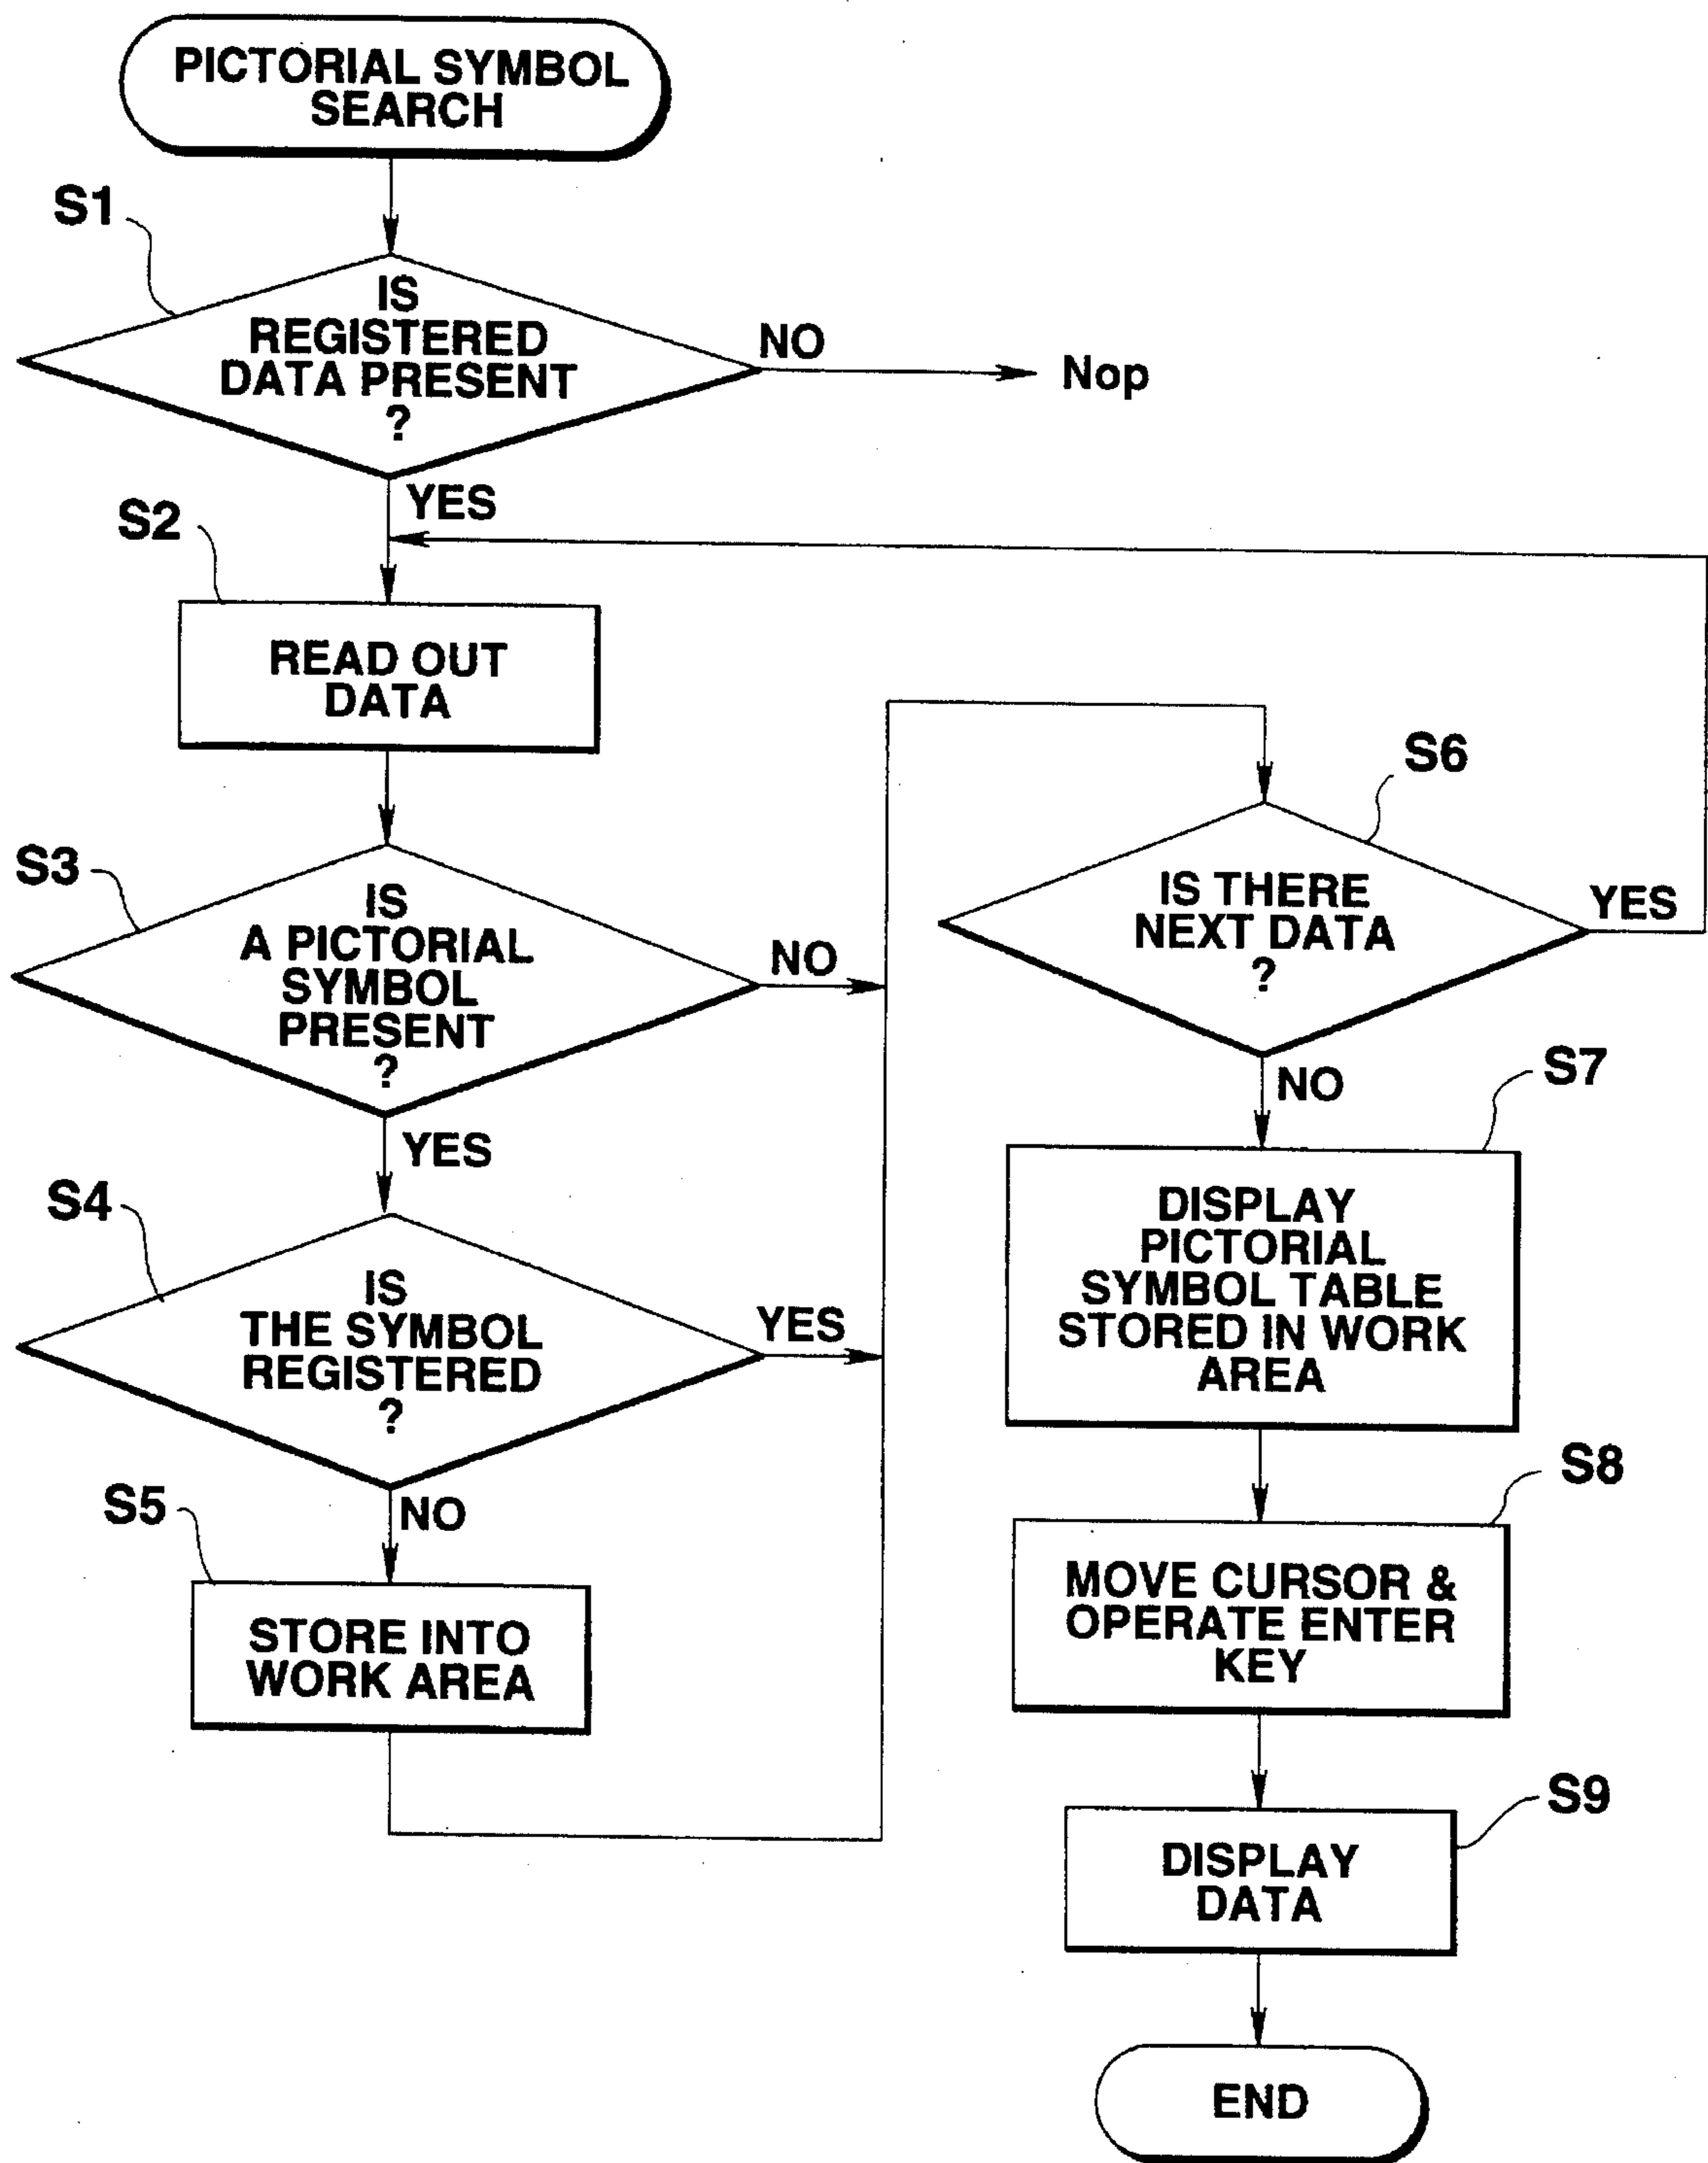 PICTORIAL SYMBOL
SEARCH
S1
IS
REGISTERED
DATA PRESENT
?
NO
Nop
YES
S2
READ OUT
DATA
S3
IS
A PICTORIAL
SYMBOL
PRESENT
?
NO
YES
S4
IS
THE SYMBOL
REGISTERED
?
YES
NO
S5
STORE INTO
WORK AREA
S6
IS THERE
NEXT DATA
?
YES
NO
S7
DISPLAY
PICTORIAL
SYMBOL TABLE
STORED IN WORK
AREA
S8
MOVE CURSOR &
OPERATE ENTER
KEY
S9
DISPLAY
DATA
END